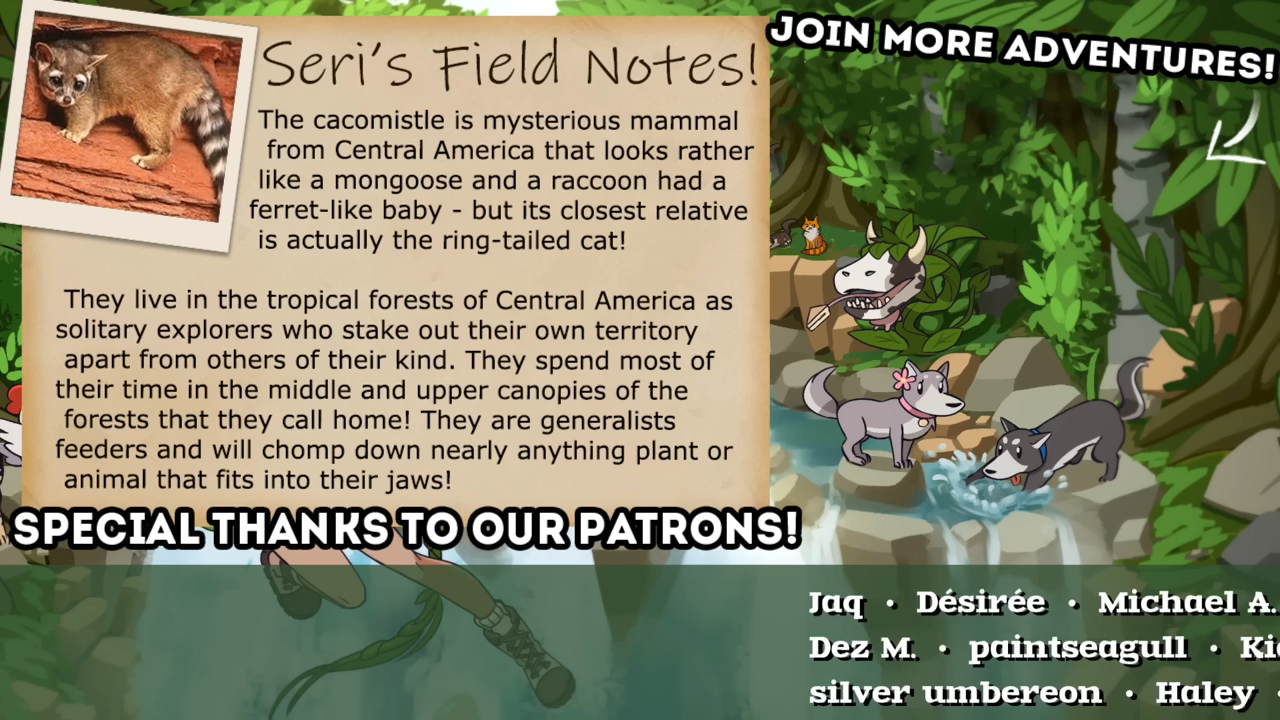 Seri's Field Notes!
The cacomistle is mysterious mammal
from Central America that looks rather
like a mongoose and a raccoon had a
ferret-like baby - but its closest relative
is actually the ring-tailed cat!
They live in the tropical forests of Central America as
solitary explorers who stake out their own territory
apart from others of their kind. They spend most of
their time in the middle and upper canopies of the
forests that they call home! They are generalists
feeders and will chomp down nearly anything plant or
animal that fits into their jaws!
JOIN MORE ADVENTURES!
SPECIAL THANKS TO OUR PATRONS!
Jaq • Désirée • Michael A.
Dez M. • paintseagull •
silver umbereon • Haley •